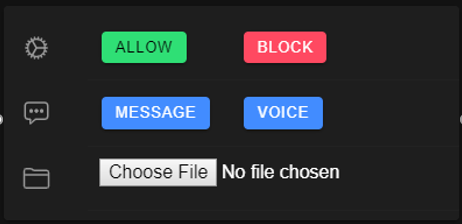 ALLOW BLOCK
MESSAGE VOICE
Choose File No file chosen